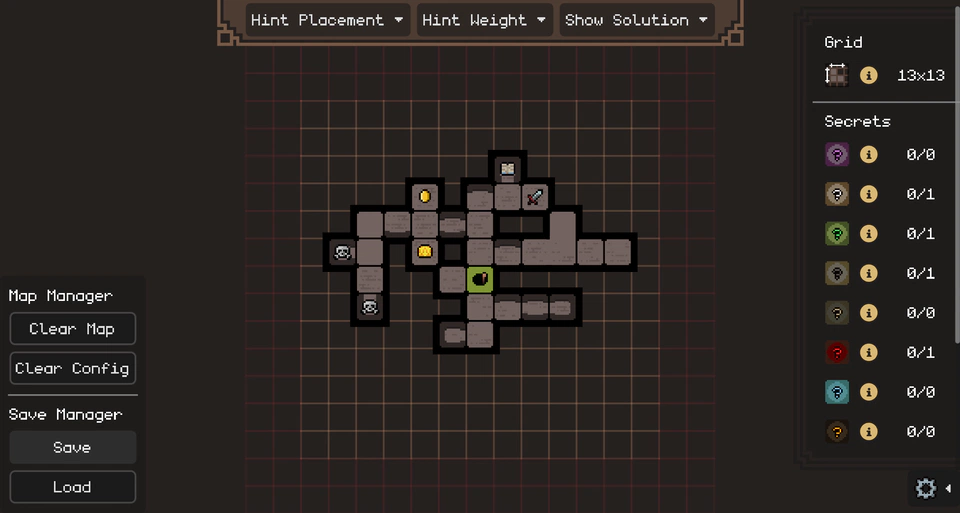 Hint Placement
Hint Weight
Show Solution
Grid
13x13
Secrets
0/0
0/1
0/1
0/1
0/0
0/1
0/0
0/0
Map Manager
Clear Map
Clear Config
Save Manager
Save
Load